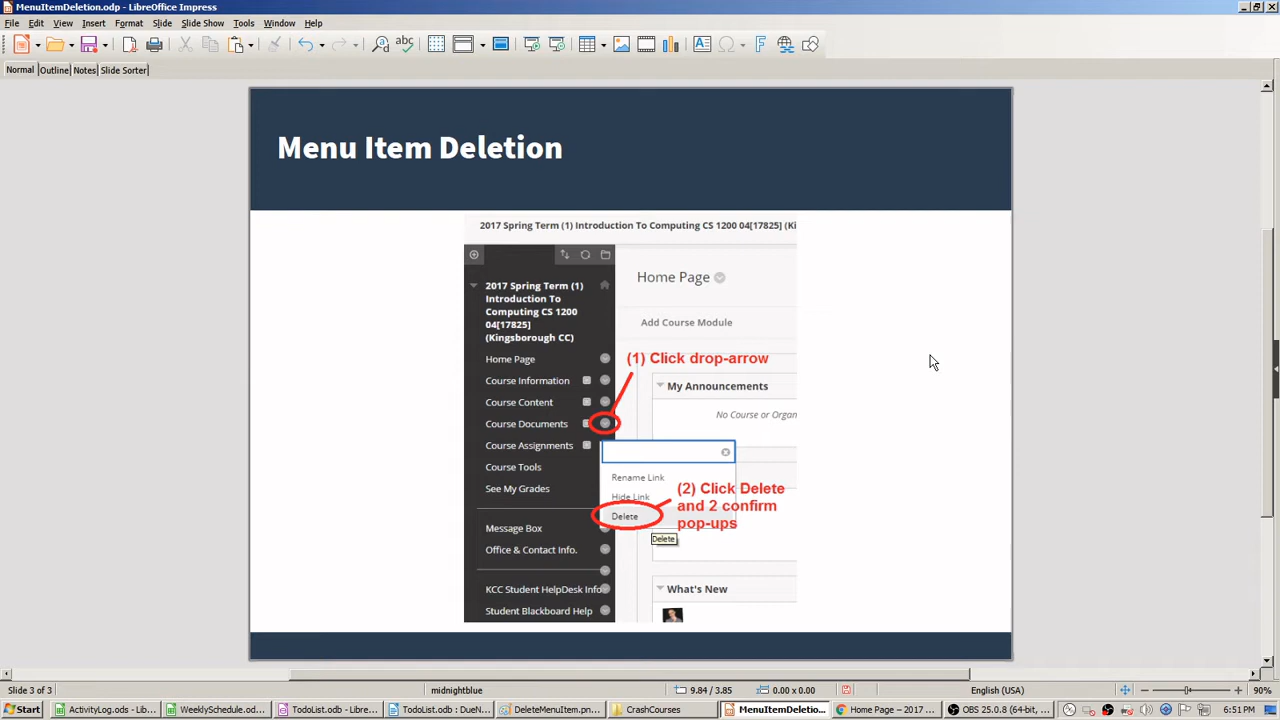 MenuItemDeletion.odp - LibreOffice Impress
File Edit View Insert Format Slide Slide Show Tools Window Help
Normal Outline Notes Slide Sorter
Menu Item Deletion
2017 Spring Term (1) Introduction To Computing CS 1200 04[17825] (Ki
2017 Spring Term (1)
Introduction To
Computing CS 1200
04[17825]
(Kingsborough CC)
Home Page
Course Information
Course Content
Course Documents
Course Assignments
Course Tools
See My Grades
Message Box
Office & Contact Info.
KCC Student HelpDesk Info
Student Blackboard Help
Home Page
Add Course Module
(1) Click drop-arrow
My Announcements
No Course or Organ
Rename Link
Hide Link
Delete
(2) Click Delete
and 2 confirm
pop-ups
Delete
What's New
Slide 3 of 3 midnightblue 9.84 / 3.85 0.00 x 0.00 English (USA) 90%
Start ActivityLog.ods - Lib... WeeklySchedule.od... TodoList.odb - Libre... TodoList.odb : DueN... DeleteMenuItem.pn... CrashCourses MenuItemDeletio... Home Page – 2017 ... OBS 25.0.8 (64-bit, ... 6:51 PM